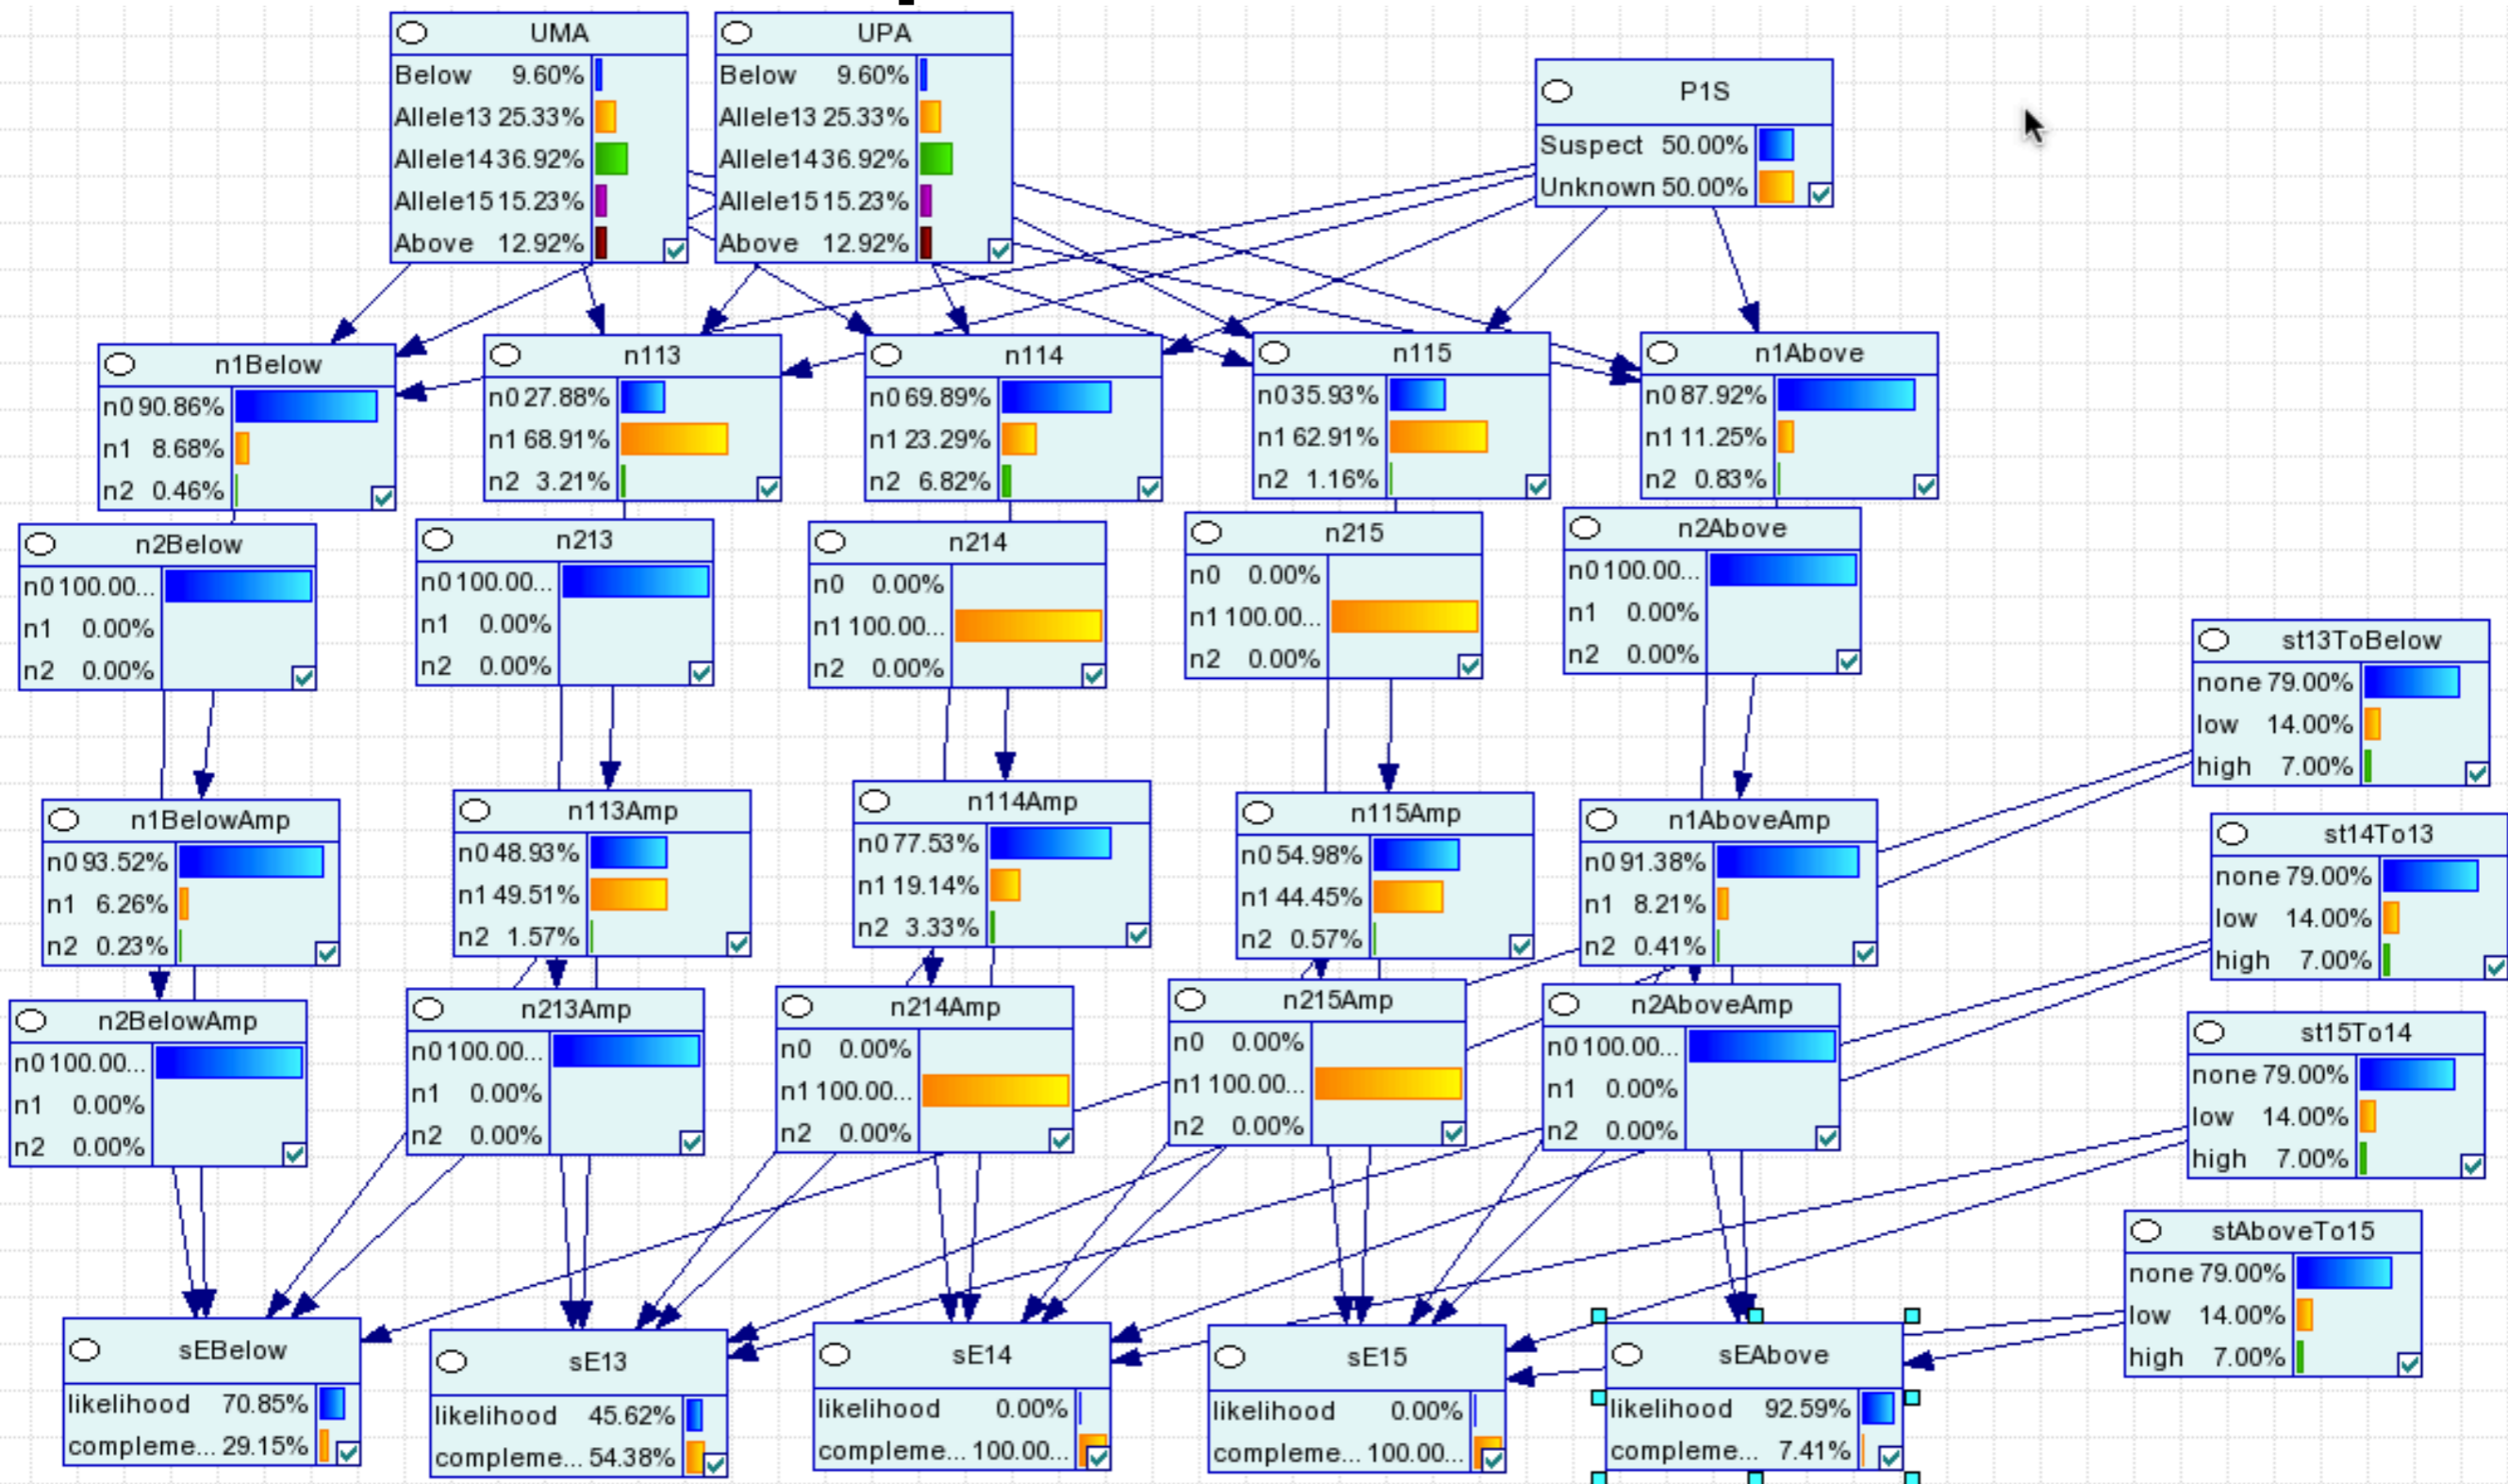 UMA
Below 9.60%
Allele13 25.33%
Allele14 36.92%
Allele15 15.23%
Above 12.92%
UPA
Below 9.60%
Allele13 25.33%
Allele14 36.92%
Allele15 15.23%
Above 12.92%
P1S
Suspect 50.00%
Unknown 50.00%
n1Below
n0 90.86%
n1 8.68%
n2 0.46%
n113
n0 27.88%
n1 68.91%
n2 3.21%
n114
n0 69.89%
n1 23.29%
n2 6.82%
n115
n0 35.93%
n1 62.91%
n2 1.16%
n1Above
n0 87.92%
n1 11.25%
n2 0.83%
n2Below
n0 100.00...
n1 0.00%
n2 0.00%
n213
n0 100.00...
n1 0.00%
n2 0.00%
n214
n0 0.00%
n1 100.00...
n2 0.00%
n215
n0 0.00%
n1 100.00...
n2 0.00%
n2Above
n0 100.00...
n1 0.00%
n2 0.00%
st13ToBelow
none 79.00%
low 14.00%
high 7.00%
n1BelowAmp
n0 93.52%
n1 6.26%
n2 0.23%
n113Amp
n0 48.93%
n1 49.51%
n2 1.57%
n114Amp
n0 77.53%
n1 19.14%
n2 3.33%
n115Amp
n0 54.98%
n1 44.45%
n2 0.57%
n1AboveAmp
n0 91.38%
n1 8.21%
n2 0.41%
st14To13
none 79.00%
low 14.00%
high 7.00%
n2BelowAmp
n0 100.00...
n1 0.00%
n2 0.00%
n213Amp
n0 100.00...
n1 0.00%
n2 0.00%
n214Amp
n0 0.00%
n1 100.00...
n2 0.00%
n215Amp
n0 0.00%
n1 100.00...
n2 0.00%
n2AboveAmp
n0 100.00...
n1 0.00%
n2 0.00%
st15To14
none 79.00%
low 14.00%
high 7.00%
stAboveTo15
none 79.00%
low 14.00%
high 7.00%
sEBelow
likelihood 70.85%
compleme... 29.15%
sE13
likelihood 45.62%
compleme... 54.38%
sE14
likelihood 0.00%
compleme... 100.00...
sE15
likelihood 0.00%
compleme... 100.00...
sEAbove
likelihood 92.59%
compleme... 7.41%